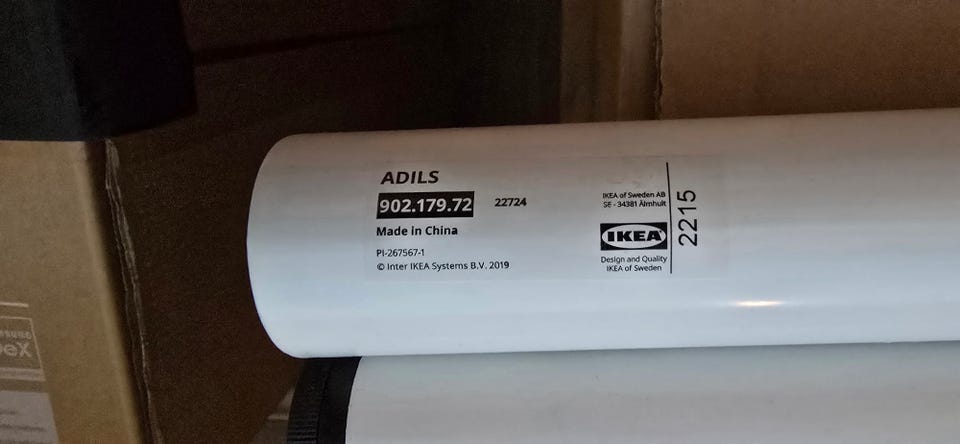 ADILS
902.179.72 22724
Made in China
PI-267567-1
© Inter IKEA Systems B.V. 2019
IKEA of Sweden AB
SE - 34381 Älmhult
IKEA
Design and Quality
IKEA of Sweden
2215